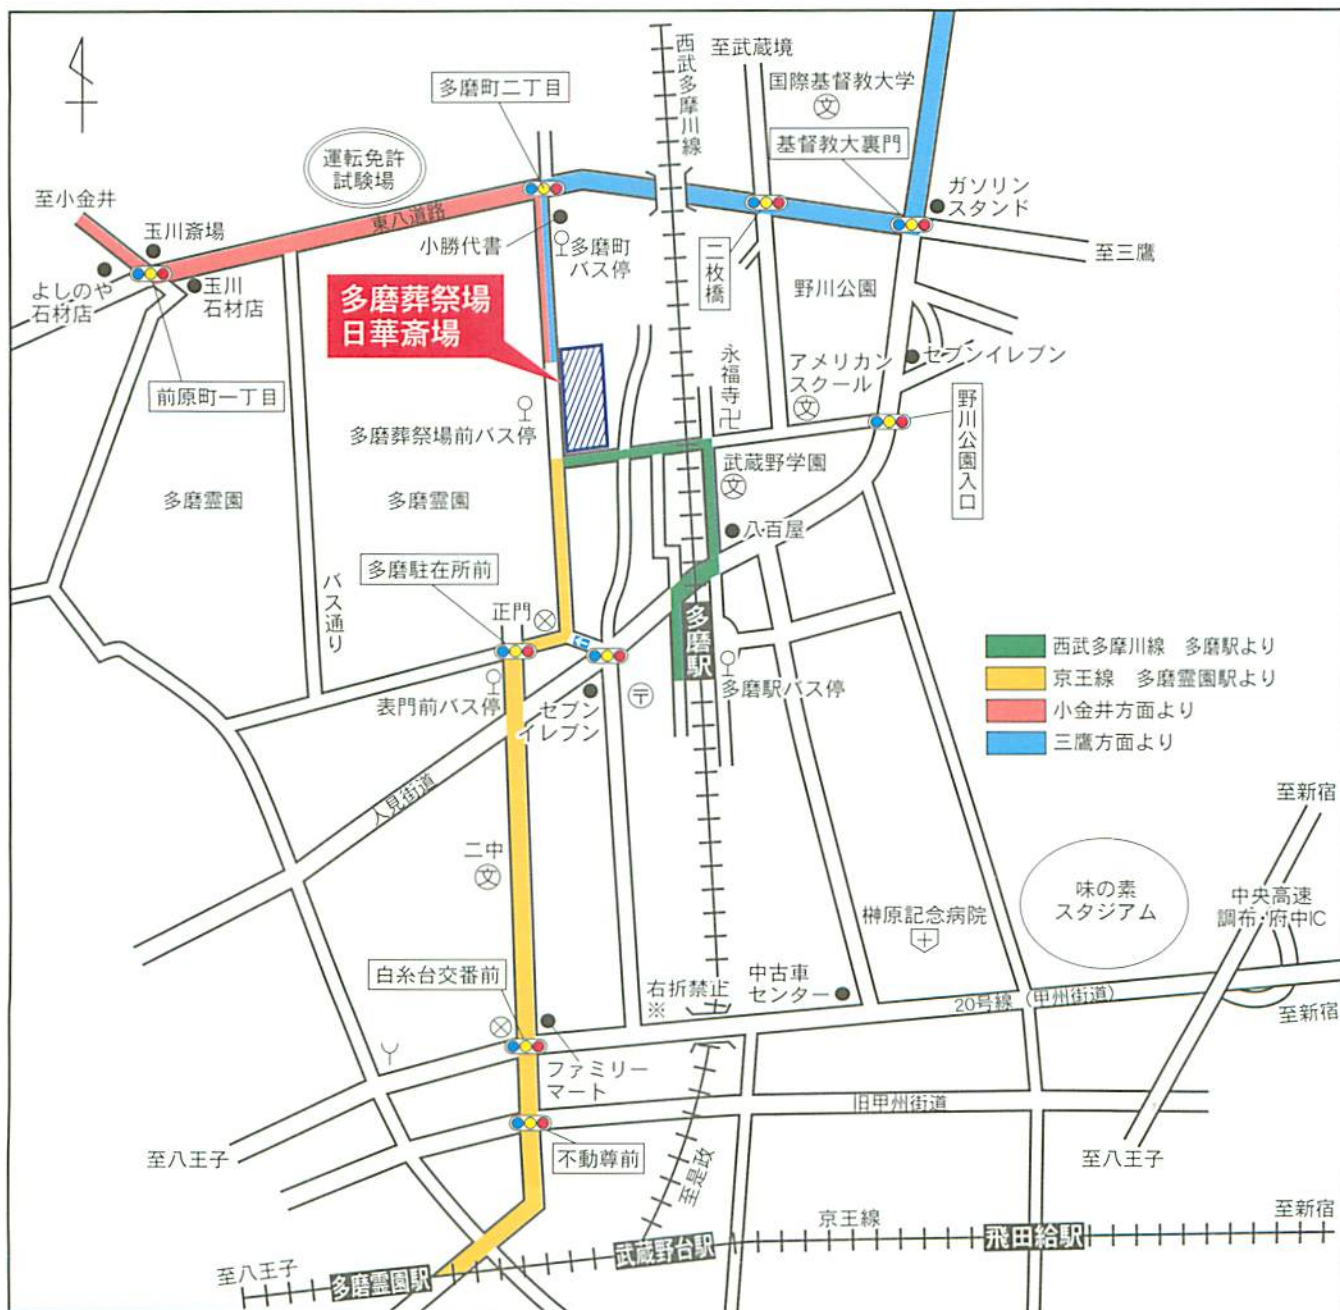 西武多摩川線
至武蔵境
国際基督教大学
文
多磨町二丁目
基督教大裏門
運転免許
試験場
ガソリン
スタンド
至小金井
東八道路
玉川斎場
小勝代書
多磨町
バス停
二枚橋
至三鷹
よしのや
石材店
玉川
石材店
野川公園
多磨葬祭場
日華斎場
永福寺
卍
アメリカン
スクール
文
セブンイレブン
前原町一丁目
多磨葬祭場前バス停
野川公園入口
武蔵野学園
文
多磨霊園
多磨霊園
八百屋
多磨駐在所前
バス通り
正門
多磨駅
西武多摩川線 多磨駅より
京王線 多磨霊園駅より
小金井方面より
三鷹方面より
〒
多磨駅バス停
表門前バス停
セブン
イレブン
人見街道
至新宿
二中
文
味の素
スタジアム
中央高速
調布・府中IC
榊原記念病院
白糸台交番前
右折禁止
※
中古車
センター
20号線(甲州街道)
至新宿
ファミリー
マート
旧甲州街道
至八王子
不動尊前
至是政
至八王子
京王線
至新宿
飛田給駅
武蔵野台駅
至八王子
多磨霊園駅